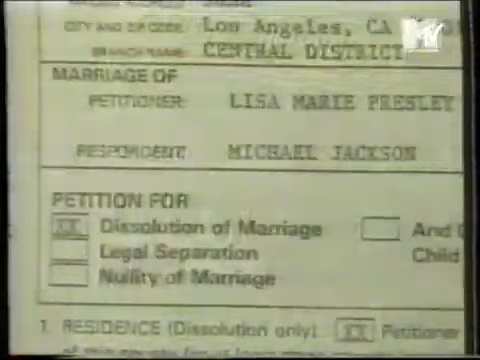 CITY AND ZIP CODE: Los Angeles, CA
BRANCH NAME: CENTRAL DISTRICT
MTV
MARRIAGE OF
PETITIONER: LISA MARIE PRESLEY
RESPONDENT: MICHAEL JACKSON
PETITION FOR
XX Dissolution of Marriage And
Legal Separation Child
Nullity of Marriage
1. RESIDENCE (Dissolution only) XX Petitioner